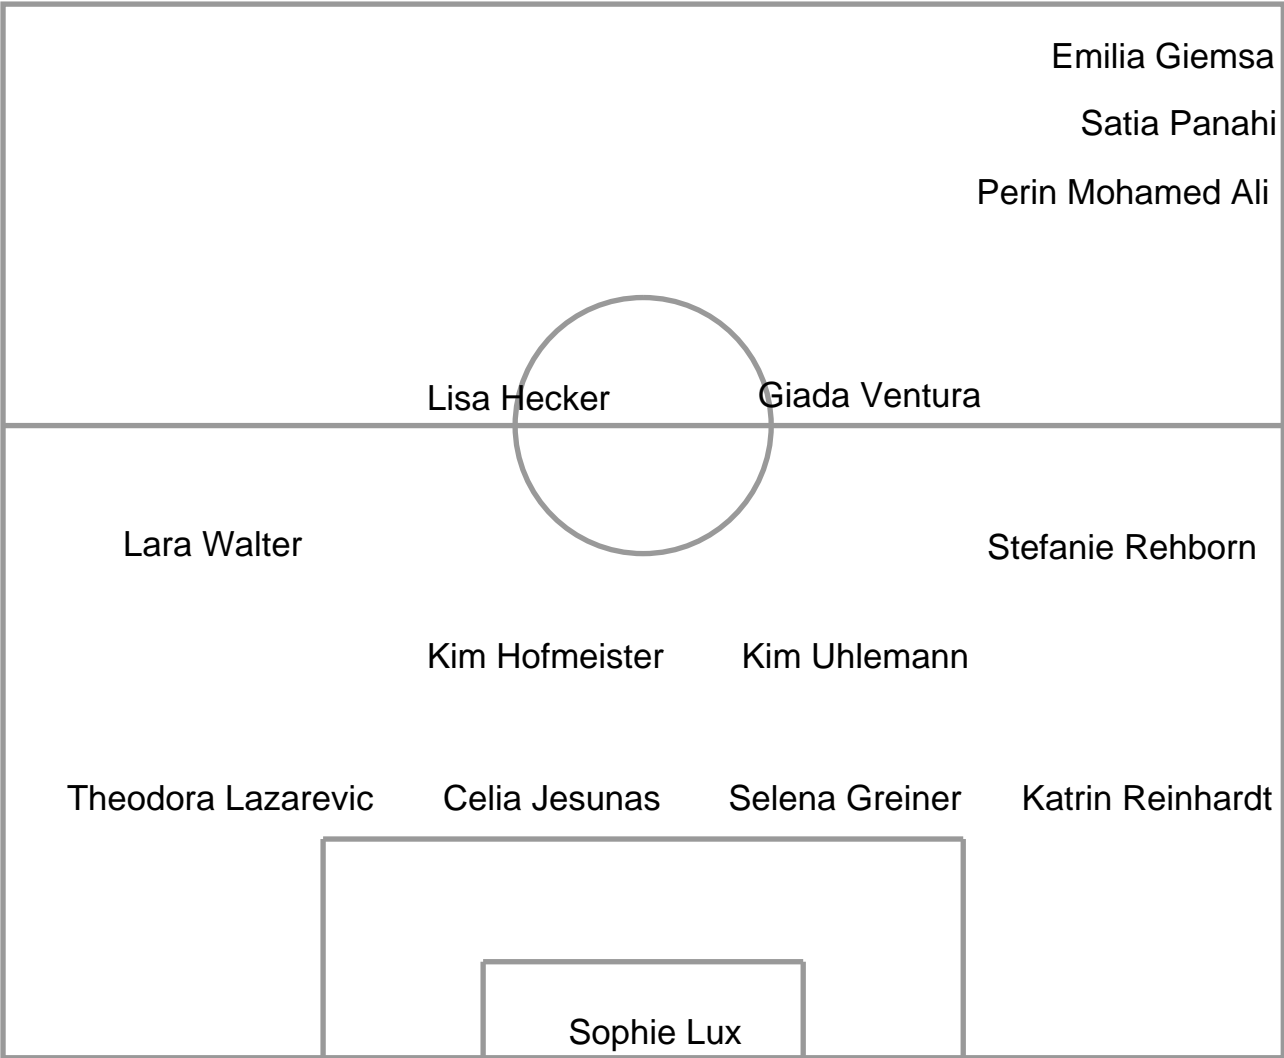 Emilia Giemsa
Satia Panahi
Perin Mohamed Ali
Lisa Hecker
Giada Ventura
Lara Walter
Stefanie Rehborn
Kim Hofmeister
Kim Uhlemann
Theodora Lazarevic
Celia Jesunas
Selena Greiner
Katrin Reinhardt
Sophie Lux